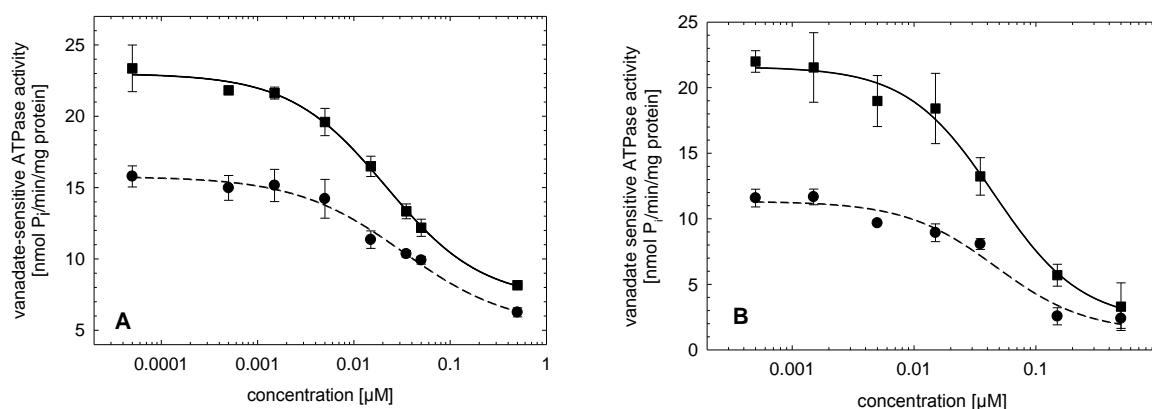 vanadate-sensitive ATPase activity
[nmol Pi/min/mg protein]
25
20
15
10
5
A
0.0001
0.001
0.01
0.1
1
concentration [µM]
vanadate sensitive ATPase activity
[nmol Pi/min/mg protein]
25
20
15
10
5
0
B
0.001
0.01
0.1
concentration [µM]